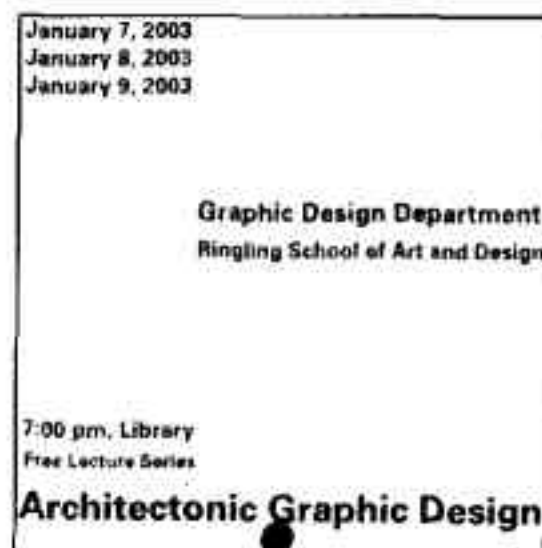 January 7, 2003
January 8, 2003
January 9, 2003
Graphic Design Department
Ringling School of Art and Design
7:00 pm, Library
Free Lecture Series
Architectonic Graphic Design